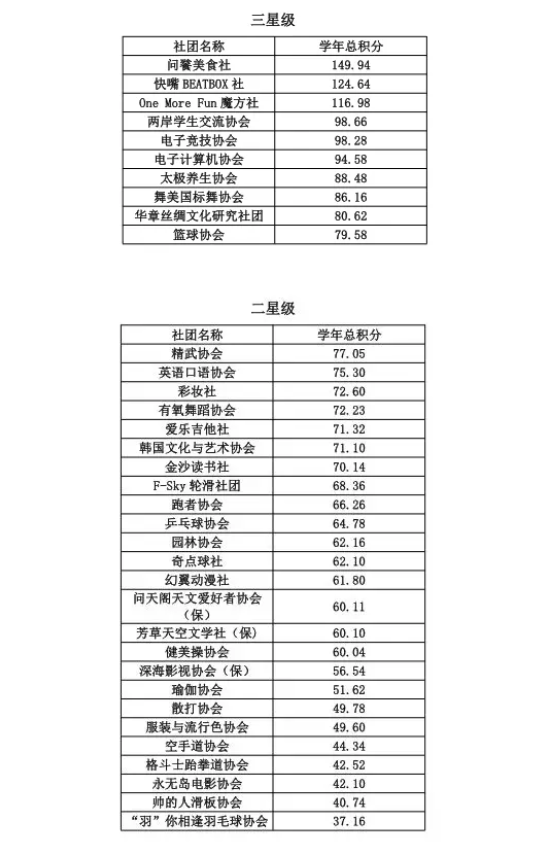 三星级
社团名称 学年总积分
问饕美食社 149.94
快嘴 BEATBOX 社 124.64
One More Fun 魔方社 116.98
两岸学生交流协会 98.66
电子竞技协会 98.28
电子计算机协会 94.58
太极养生协会 88.48
舞美国标舞协会 86.16
华章丝绸文化研究社团 80.62
篮球协会 79.58
二星级
社团名称 学年总积分
精武协会 77.05
英语口语协会 75.30
彩妆社 72.60
有氧舞蹈协会 72.23
爱乐吉他社 71.32
韩国文化与艺术协会 71.10
金沙读书社 70.14
F-Sky 轮滑社团 68.36
跑者协会 66.26
乒乓球协会 64.78
园林协会 62.16
奇点球社 62.10
幻翼动漫社 61.80
问天阁天文爱好者协会
（保） 60.11
芳草天空文学社（保） 60.10
健美操协会 60.04
深海影视协会（保） 56.54
瑜伽协会 51.62
散打协会 49.78
服装与流行色协会 49.60
空手道协会 44.34
格斗士跆拳道协会 42.52
永无岛电影协会 42.10
帅的人滑板协会 40.74
“羽”你相逢羽毛球协会 37.16